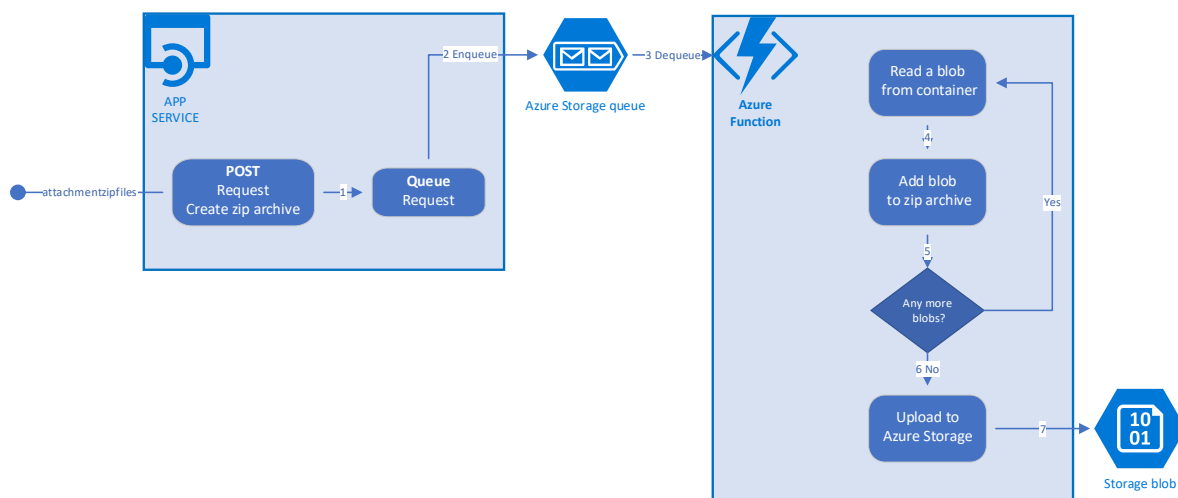 APP
SERVICE
attachmentzipfiles
POST
Request
Create zip archive
1
Queue
Request
2 Enqueue
Azure Storage queue
3 Dequeue
Azure
Function
Read a blob
from container
4
Add blob
to zip archive
5
Any more
blobs?
Yes
6 No
Upload to
Azure Storage
7
10
01
Storage blob